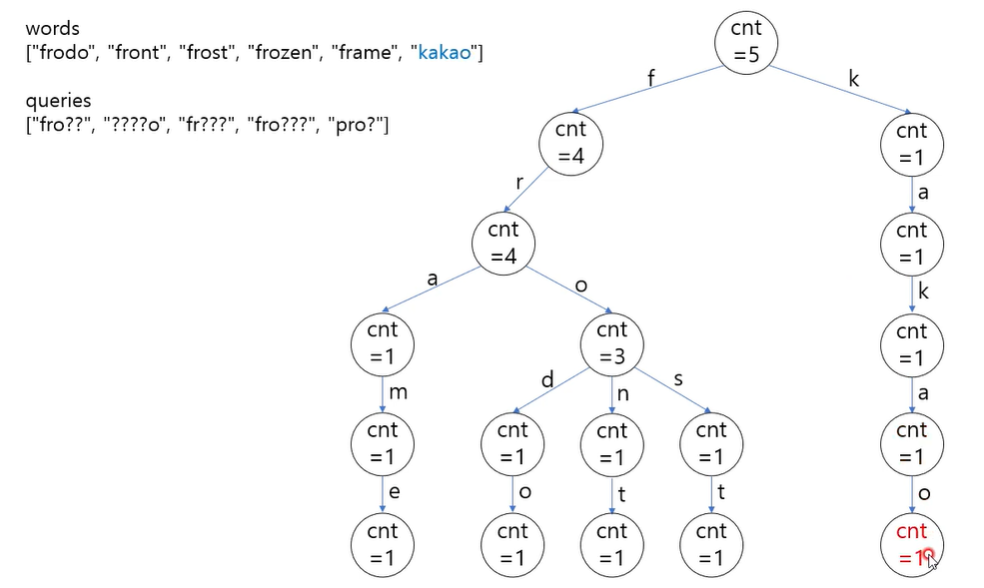 words
["frodo", "front", "frost", "frozen", "frame", "kakao"]
queries
["fro??", "????o", "fr???", "fro???", "pro?"]
cnt
=5
f
k
cnt
=4
cnt
=1
r
a
cnt
=4
cnt
=1
a
o
k
cnt
=1
cnt
=3
cnt
=1
m
d
n
s
a
cnt
=1
cnt
=1
cnt
=1
cnt
=1
cnt
=1
e
o
t
t
o
cnt
=1
cnt
=1
cnt
=1
cnt
=1
cnt
=1